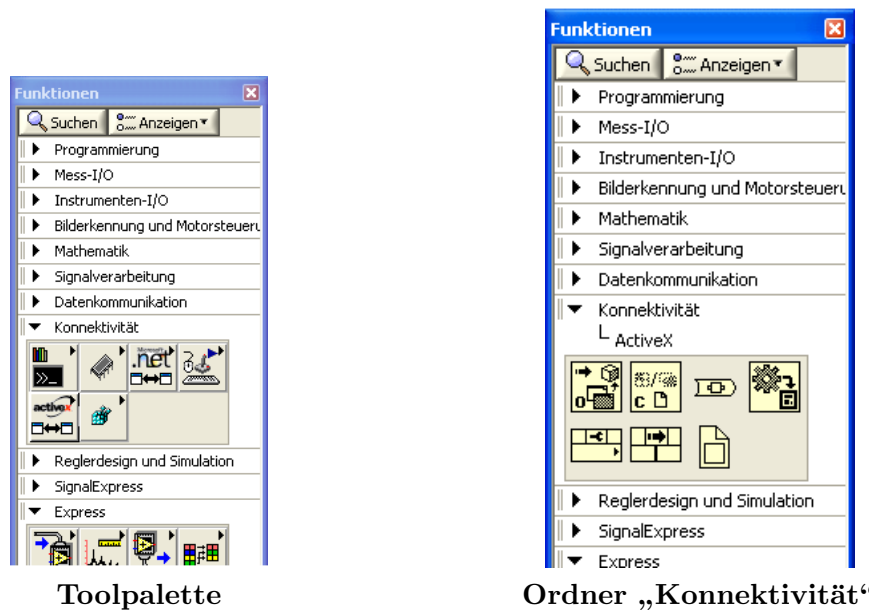 Funktionen
Suchen Anzeigen
Programmierung
Mess-I/O
Instrumenten-I/O
Bilderkennung und Motorsteueru
Mathematik
Signalverarbeitung
Datenkommunikation
Konnektivität
.net
activex
Reglerdesign und Simulation
SignalExpress
Express
Toolpalette
Funktionen
Suchen Anzeigen
Programmierung
Mess-I/O
Instrumenten-I/O
Bilderkennung und Motorsteueru
Mathematik
Signalverarbeitung
Datenkommunikation
Konnektivität
ActiveX
O C
Reglerdesign und Simulation
SignalExpress
Express
Ordner „Konnektivität“